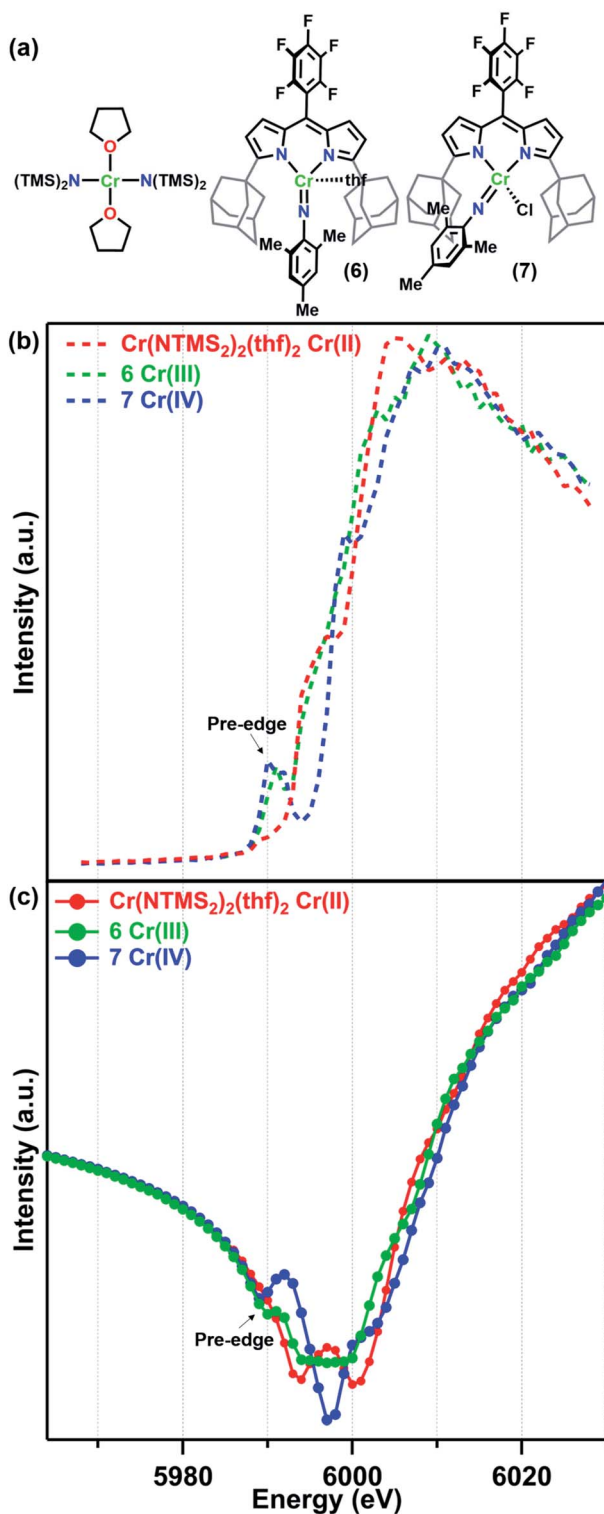 (a)
F
F F
F F
F
F F
F F
O
(TMS)₂N Cr N(TMS)₂
O
N N
Cr thf
N
Me Me
Me
(6)
N N
Cr
N Cl
Me
Me
Me
(7)
(b)
Cr(NTMS₂)₂(thf)₂ Cr(II)
6 Cr(III)
7 Cr(IV)
Pre-edge
Intensity (a.u.)
(c)
Cr(NTMS₂)₂(thf)₂ Cr(II)
6 Cr(III)
7 Cr(IV)
Pre-edge
Intensity (a.u.)
5980 6000 6020
Energy (eV)